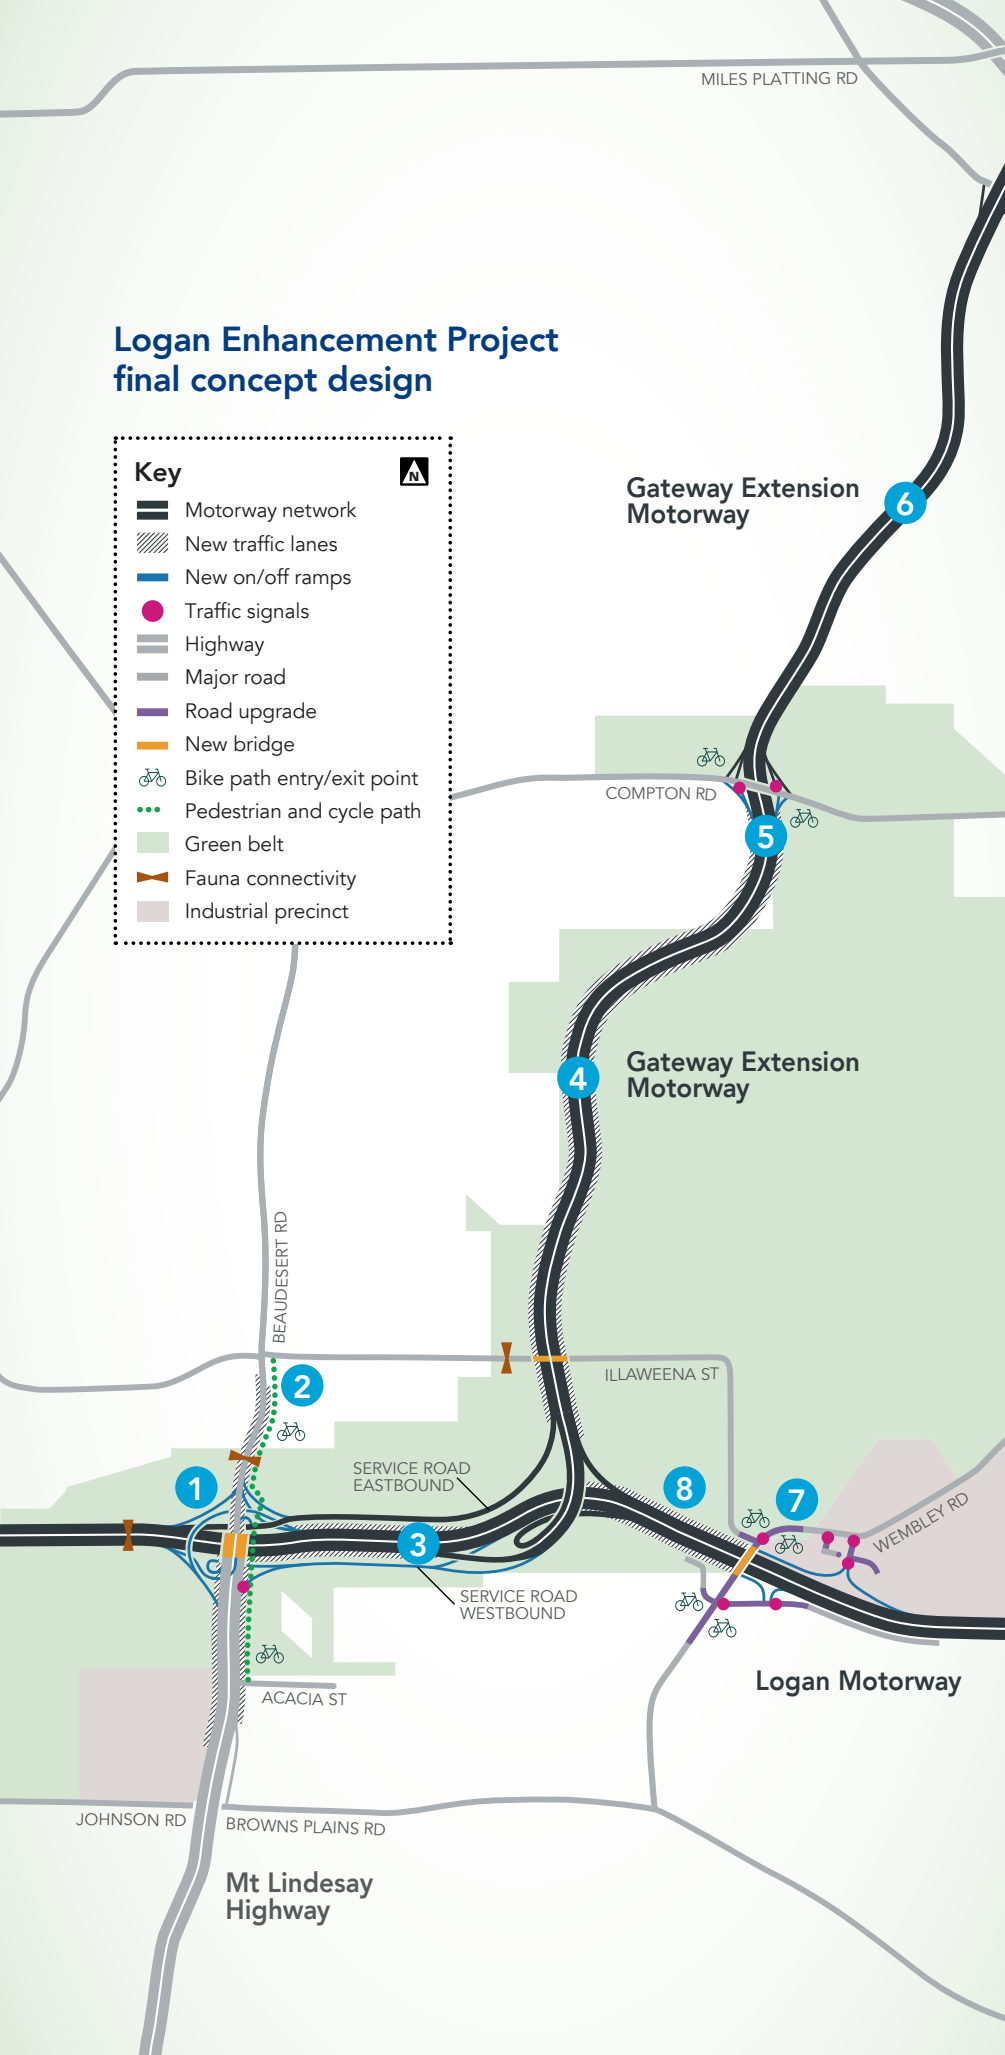 MILES PLATTING RD
Logan Enhancement Project
final concept design
Key
N
Motorway network
New traffic lanes
New on/off ramps
Traffic signals
Highway
Major road
Road upgrade
New bridge
Bike path entry/exit point
Pedestrian and cycle path
Green belt
Fauna connectivity
Industrial precinct
Gateway Extension
Motorway
6
COMPTON RD
5
Gateway Extension
Motorway
4
BEAUDESERT RD
ILLAWEENA ST
2
SERVICE ROAD
EASTBOUND
1
8
7
WEMBLEY RD
3
SERVICE ROAD
WESTBOUND
Logan Motorway
ACACIA ST
JOHNSON RD
BROWNS PLAINS RD
Mt Lindesay
Highway